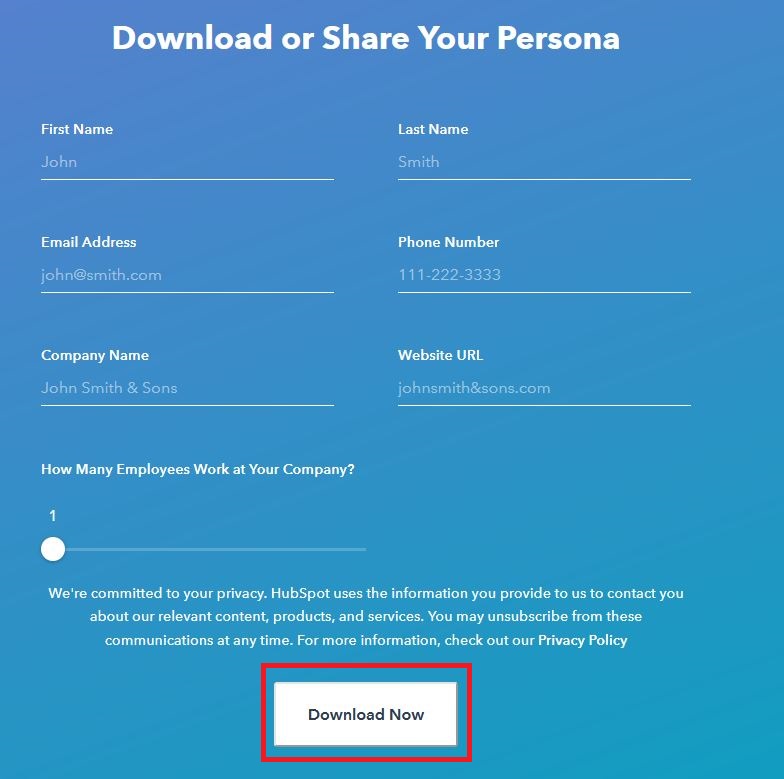 Download or Share Your Persona
First Name
Last Name
John
Smith
Email Address
Phone Number
john@smith.com
111-222-3333
Company Name
Website URL
John Smith & Sons
johnsmith&sons.com
How Many Employees Work at Your Company?
1
We're committed to your privacy. HubSpot uses the information you provide to us to contact you
about our relevant content, products, and services. You may unsubscribe from these
communications at any time. For more information, check out our Privacy Policy
Download Now